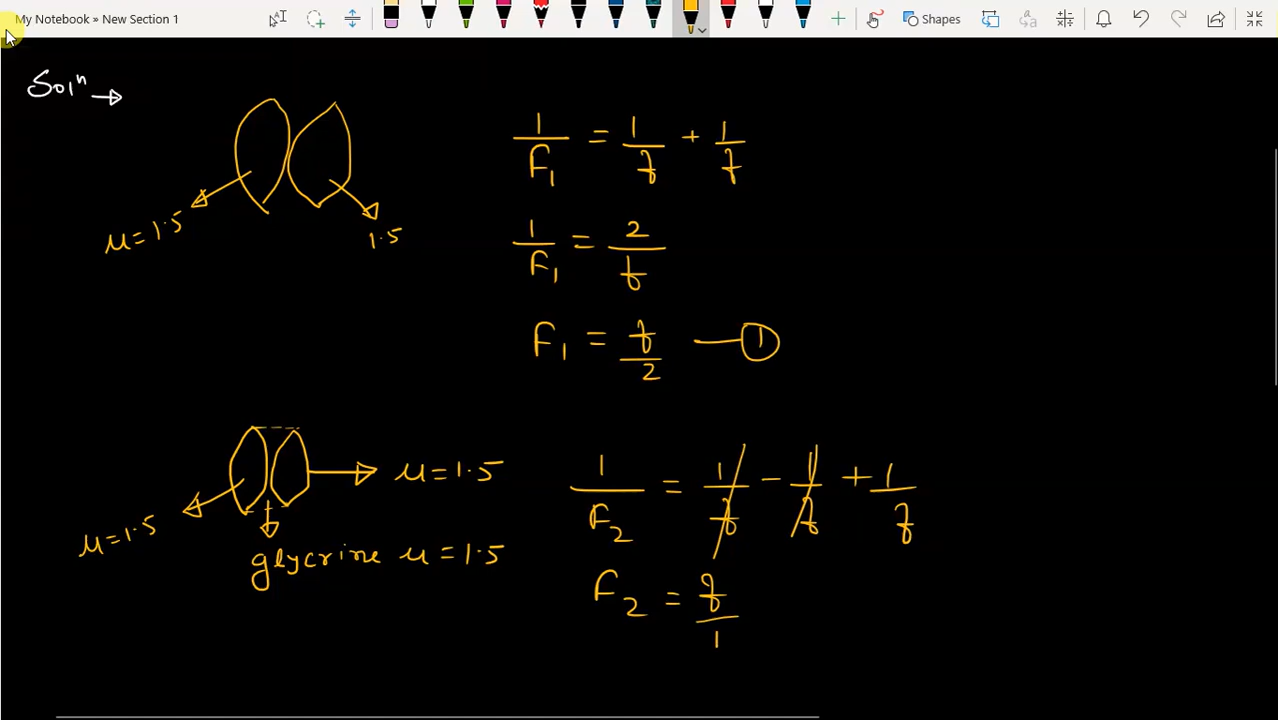 My Notebook » New Section 1
Shapes
Solⁿ →
μ = 1.5
1.5
1/F₁ = 1/f + 1/f
1/F₁ = 2/f
F₁ = f/2 — ①
μ = 1.5
μ = 1.5
glycrine μ = 1.5
1/F₂ = 1/f - 1/f + 1/f
F₂ = f/1